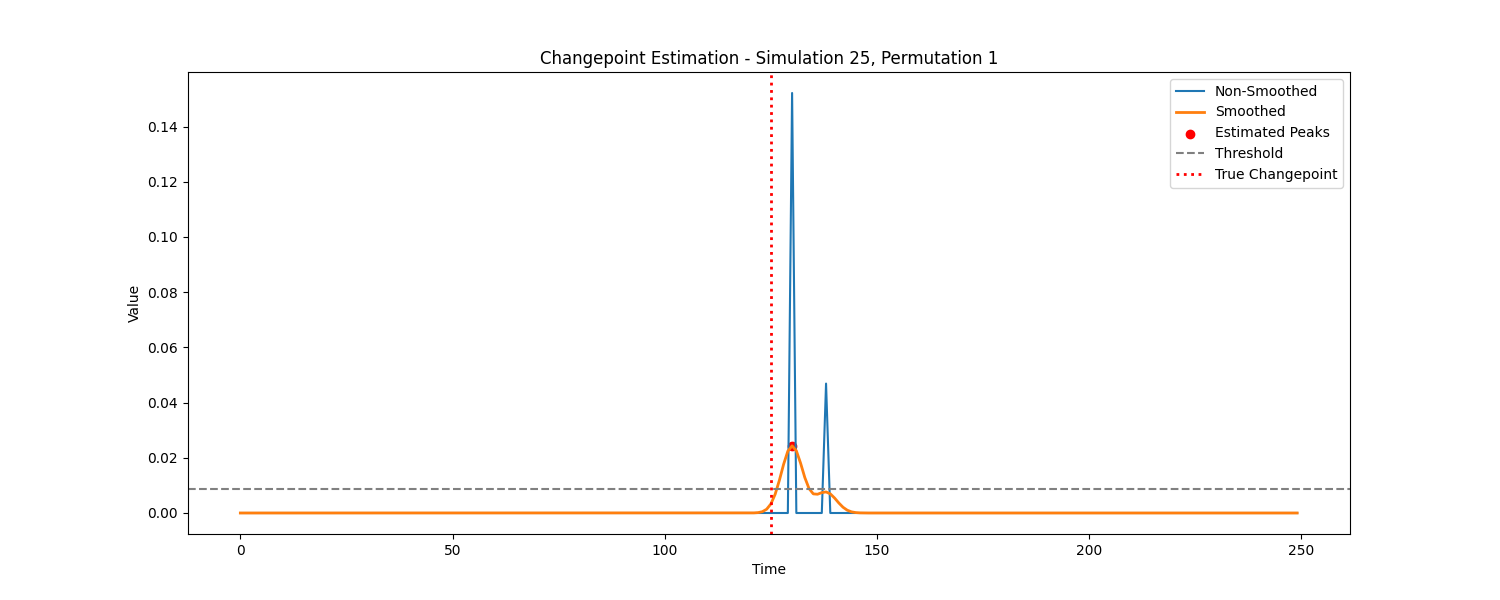 Changepoint Estimation - Simulation 25, Permutation 1
Non-Smoothed
Smoothed
Estimated Peaks
Threshold
True Changepoint
Value
0.14
0.12
0.10
0.08
0.06
0.04
0.02
0.00
0 50 100 150 200 250
Time